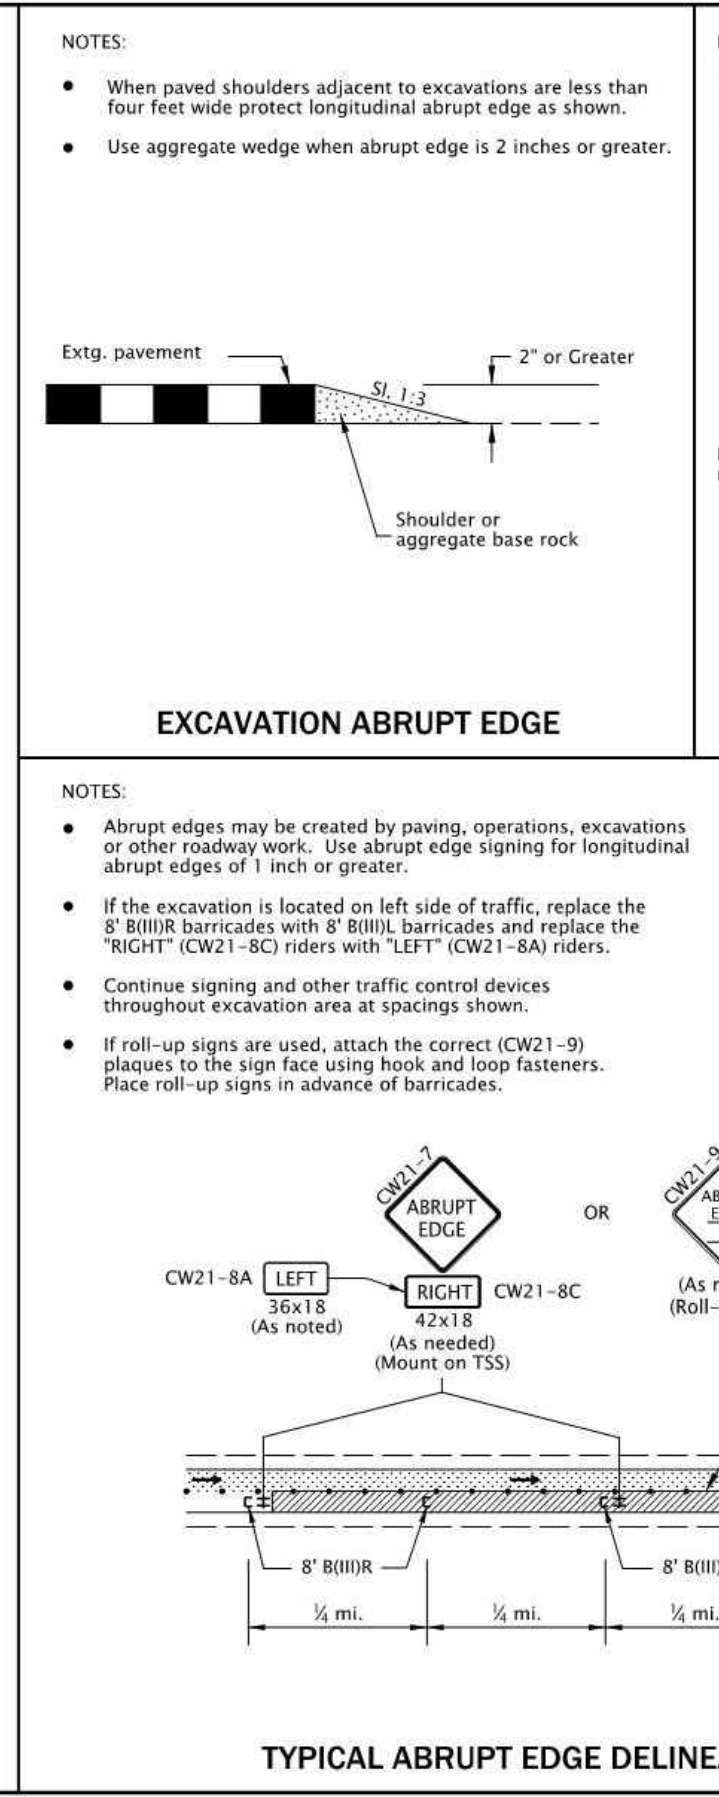 NOTES:
• When paved shoulders adjacent to excavations are less than
four feet wide protect longitudinal abrupt edge as shown.
• Use aggregate wedge when abrupt edge is 2 inches or greater.
Extg. pavement
2" or Greater
Sl. 1:3
Shoulder or
aggregate base rock
EXCAVATION ABRUPT EDGE
NOTES:
• Abrupt edges may be created by paving, operations, excavations
or other roadway work. Use abrupt edge signing for longitudinal
abrupt edges of 1 inch or greater.
• If the excavation is located on left side of traffic, replace the
8' B(III)R barricades with 8' B(III)L barricades and replace the
"RIGHT" (CW21-8C) riders with "LEFT" (CW21-8A) riders.
• Continue signing and other traffic control devices
throughout excavation area at spacings shown.
• If roll-up signs are used, attach the correct (CW21-9)
plaques to the sign face using hook and loop fasteners.
Place roll-up signs in advance of barricades.
CW21-7
ABRUPT
EDGE
OR
CW21-9
AB
E
CW21-8A
LEFT
36x18
(As noted)
RIGHT
CW21-8C
42x18
(As needed)
(Mount on TSS)
(As
(Roll-
8' B(III)R
8' B(III)
¼ mi.
¼ mi.
¼ mi.
TYPICAL ABRUPT EDGE DELINE